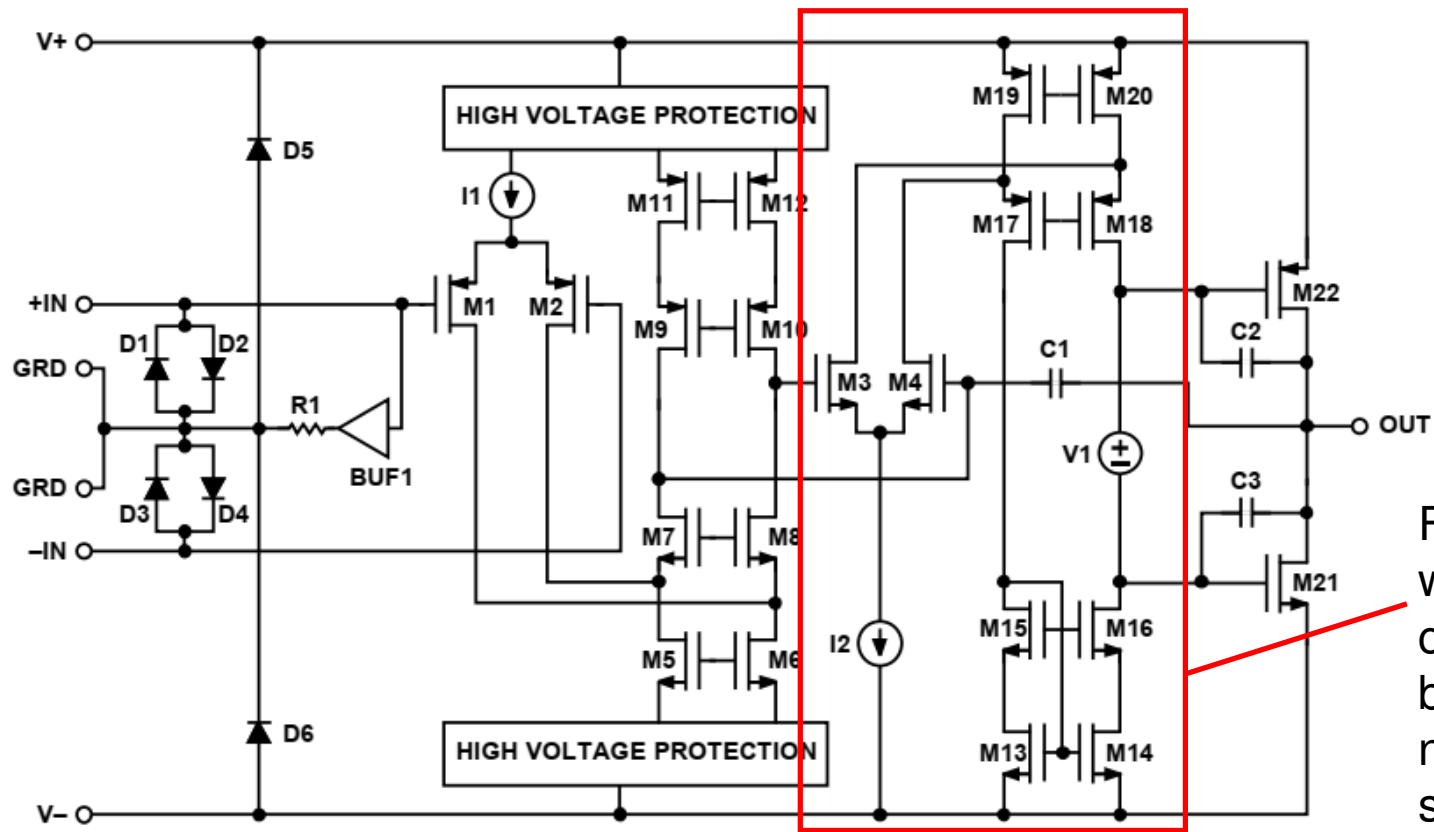 V+
HIGH VOLTAGE PROTECTION
M19 M20
D5
I1
M11 M12
M17 M18
+IN
M1 M2
M22
M9 M10
D1 D2
C2
GRD
C1
M3 M4
R1
OUT
V1
BUF1
C3
GRD
D3 D4
M7 M8
–IN
M21
M15 M16
I2
M5 M6
D6
HIGH VOLTAGE PROTECTION
M13 M14
V–